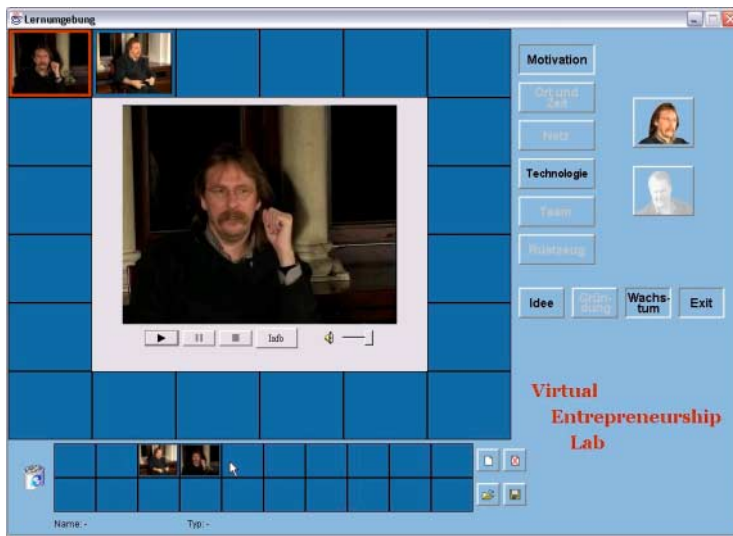 Lernumgebung
Motivation
Ort und
Zeit
Netz
Technologie
Team
Rüstzeug
Idee
Grün-
dung
Wachs-
tum
Exit
Info
Virtual
Entrepreneurship
Lab
Name: -
Typ: -